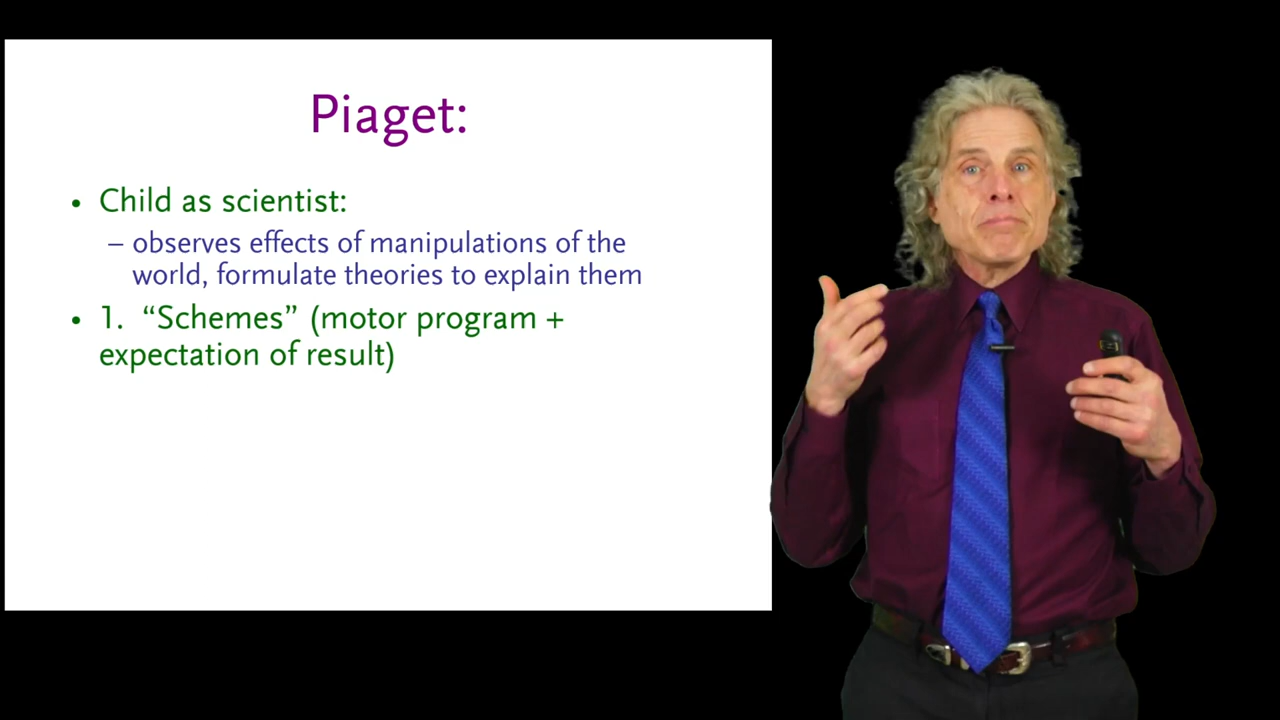 Piaget:
• Child as scientist:
– observes effects of manipulations of the
world, formulate theories to explain them
• 1. “Schemes” (motor program +
expectation of result)